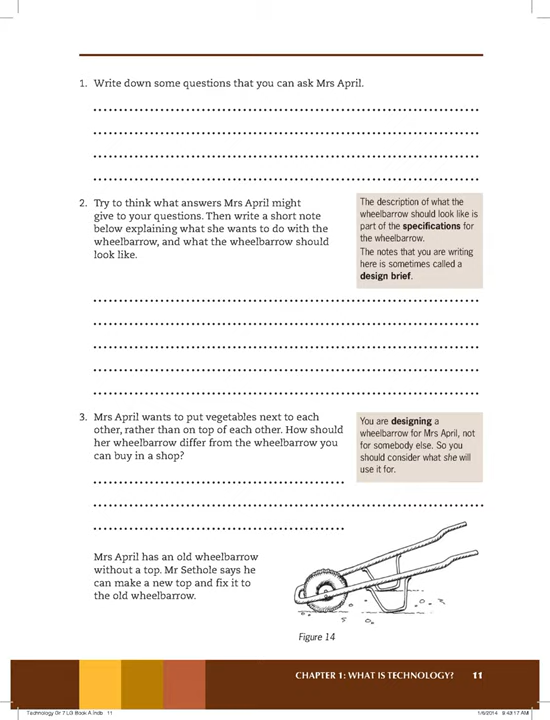 1. Write down some questions that you can ask Mrs April.
2. Try to think what answers Mrs April might
give to your questions. Then write a short note
below explaining what she wants to do with the
wheelbarrow, and what the wheelbarrow should
look like.
The description of what the
wheelbarrow should look like is
part of the specifications for
the wheelbarrow.
The notes that you are writing
here is sometimes called a
design brief.
3. Mrs April wants to put vegetables next to each
other, rather than on top of each other. How should
her wheelbarrow differ from the wheelbarrow you
can buy in a shop?
You are designing a
wheelbarrow for Mrs April, not
for somebody else. So you
should consider what she will
use it for.
Mrs April has an old wheelbarrow
without a top. Mr Sethole says he
can make a new top and fix it to
the old wheelbarrow.
Figure 14
CHAPTER 1: WHAT IS TECHNOLOGY? 11
Technology Gr 7 LG Book A.indb 11
1/9/2014 9:43:17 AM